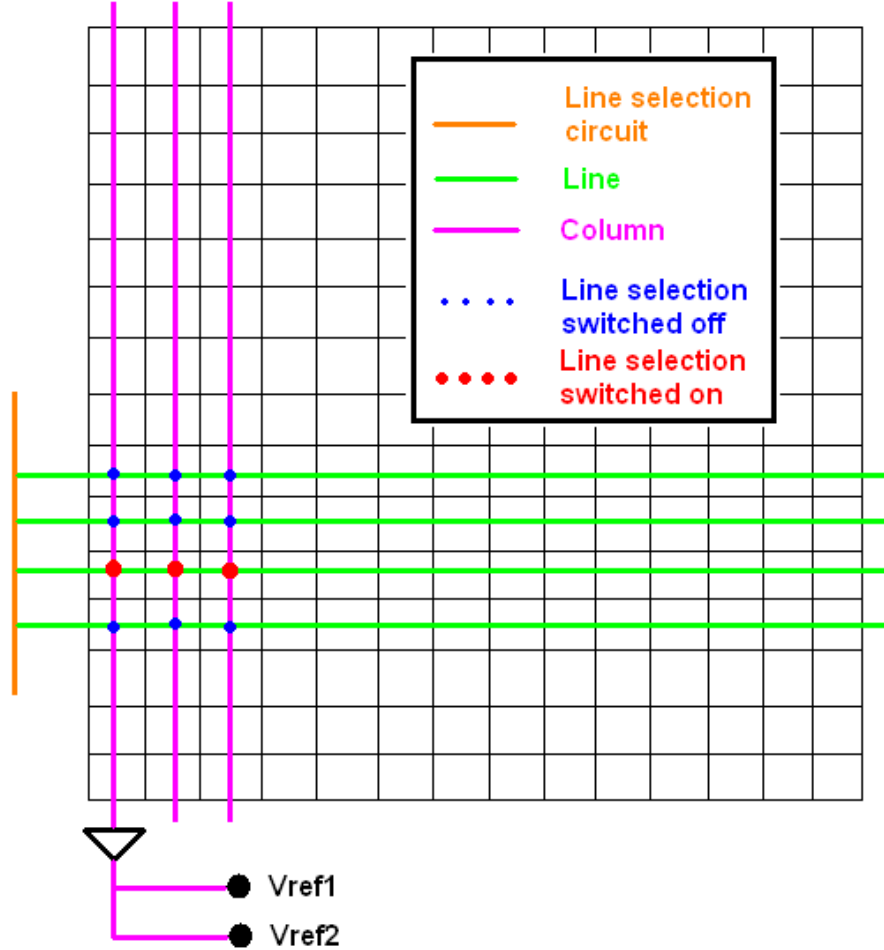 Line selection
circuit
Line
Column
Line selection
switched off
Line selection
switched on
Vref1
Vref2